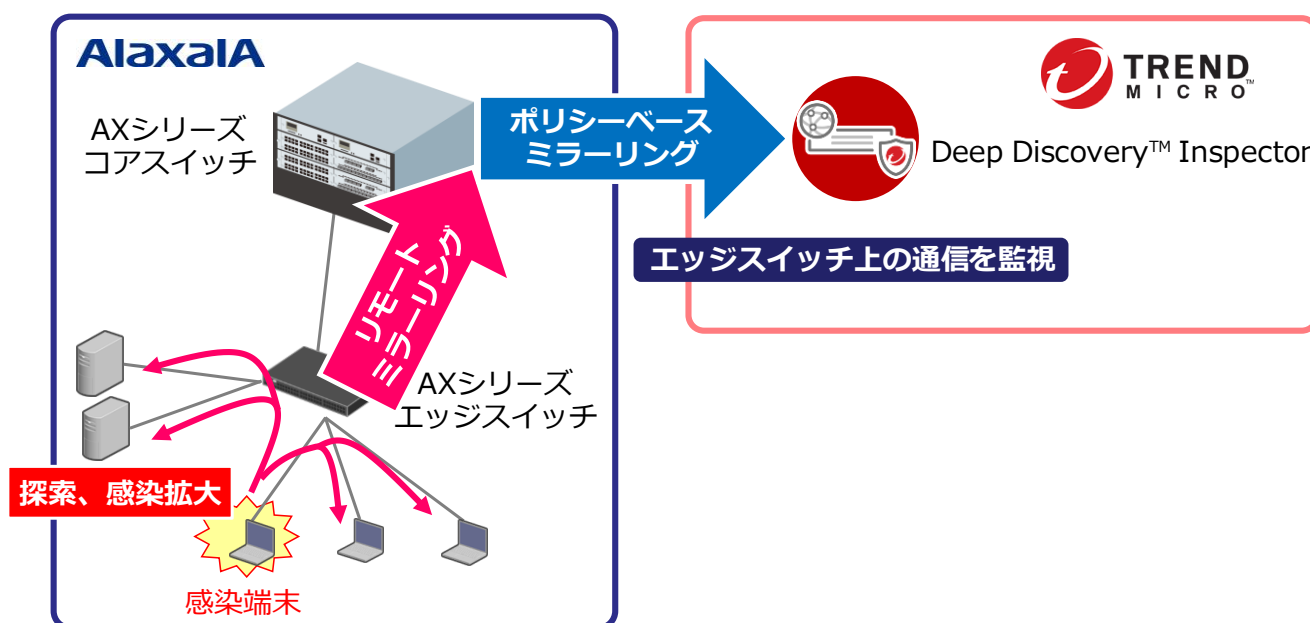 AlaxalA
AXシリーズ
コアスイッチ
ポリシーベース
ミラーリング
TREND
MICRO™
Deep Discovery™ Inspector
エッジスイッチ上の通信を監視
リモート
ミラーリング
AXシリーズ
エッジスイッチ
探索、感染拡大
感染端末